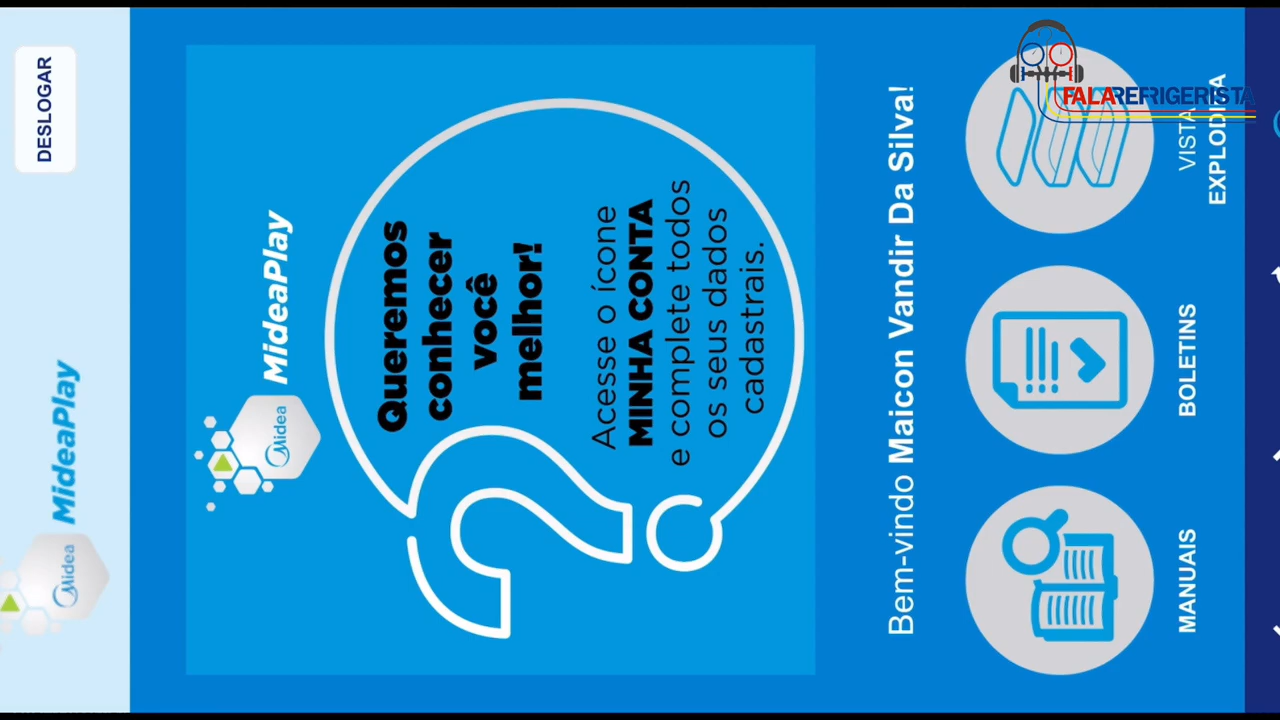 Midea
MideaPlay
DESLOGAR
Midea
MideaPlay
Queremos
conhecer
você
melhor!
Acesse o ícone
MINHA CONTA
e complete todos
os seus dados
cadastrais.
Bem-vindo Maicon Vandir Da Silva!
MANUAIS
BOLETINS
VISTA
EXPLODIDA
FALAREFRIGERISTA